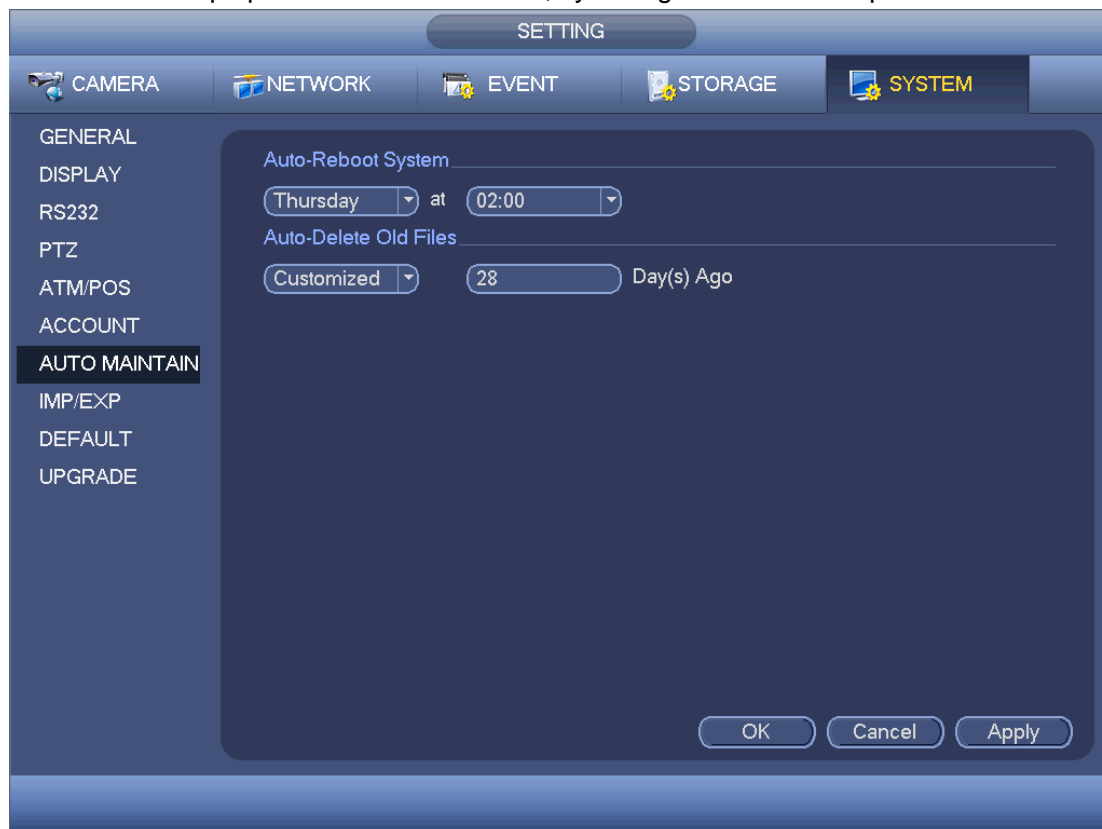 SETTING
CAMERA NETWORK EVENT STORAGE SYSTEM
GENERAL
DISPLAY
RS232
PTZ
ATM/POS
ACCOUNT
AUTO MAINTAIN
IMP/EXP
DEFAULT
UPGRADE
Auto-Reboot System
Thursday at 02:00
Auto-Delete Old Files
Customized 28 Day(s) Ago
OK Cancel Apply